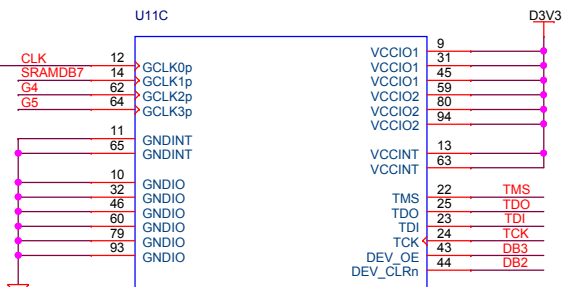 U11C
D3V3
CLK 12 GCLK0p
SRAMDB7 14 GCLK1p
G4 62 GCLK2p
G5 64 GCLK3p
11 GNDINT
65 GNDINT
10 GNDIO
32 GNDIO
46 GNDIO
60 GNDIO
79 GNDIO
93 GNDIO
VCCIO1 9
VCCIO1 31
VCCIO1 45
VCCIO2 59
VCCIO2 80
VCCIO2 94
VCCINT 13
VCCINT 63
TMS 22 TMS
TDO 25 TDO
TDI 23 TDI
TCK 24 TCK
DEV_OE 43 DB3
DEV_CLRn 44 DB2